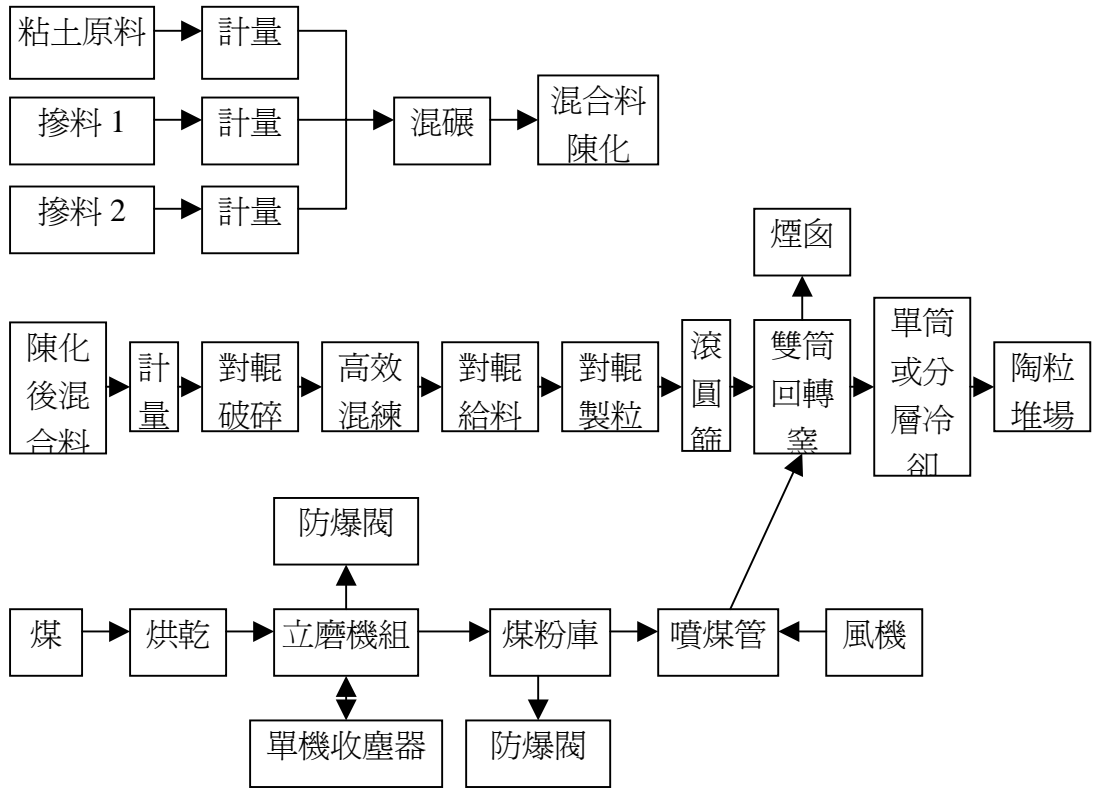 粘土原料
計量
摻料 1
計量
混碾
混合料
陳化
摻料 2
計量
煙囪
陳化
後混
合料
計
量
對輥
破碎
高效
混練
對輥
給料
對輥
製粒
滾
圓
篩
雙筒
回轉
窯
單筒
或分
層冷
卻
陶粒
堆場
防爆閥
煤
烘乾
立磨機組
煤粉庫
噴煤管
風機
單機收塵器
防爆閥